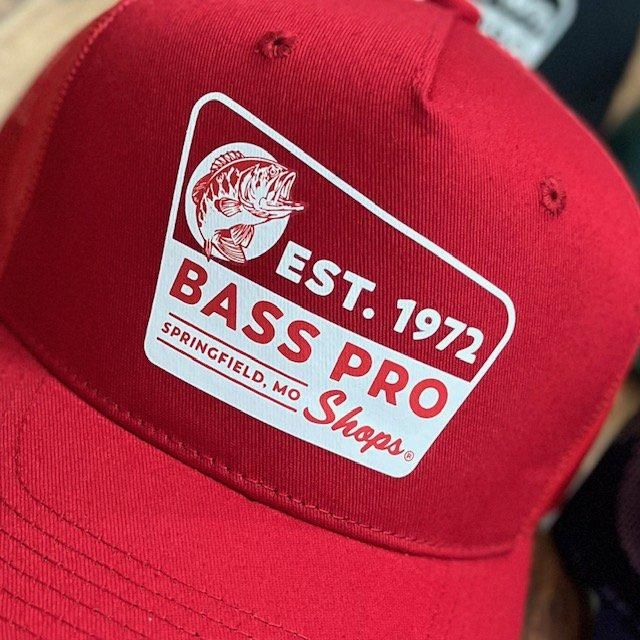 EST. 1972
BASS PRO
SPRINGFIELD, MO
Shops®